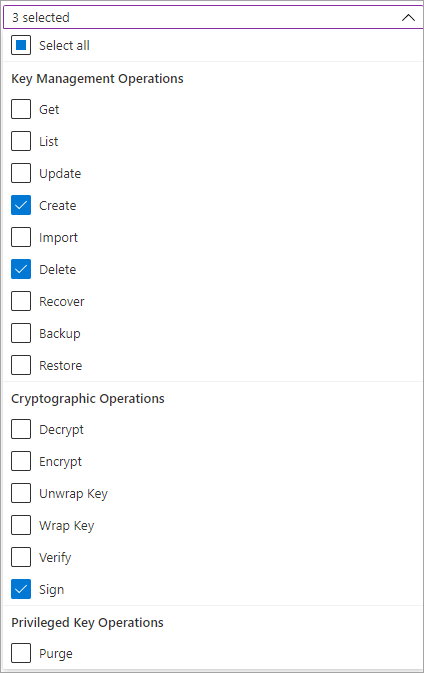 3 selected
Select all
Key Management Operations
Get
List
Update
Create
Import
Delete
Recover
Backup
Restore
Cryptographic Operations
Decrypt
Encrypt
Unwrap Key
Wrap Key
Verify
Sign
Privileged Key Operations
Purge